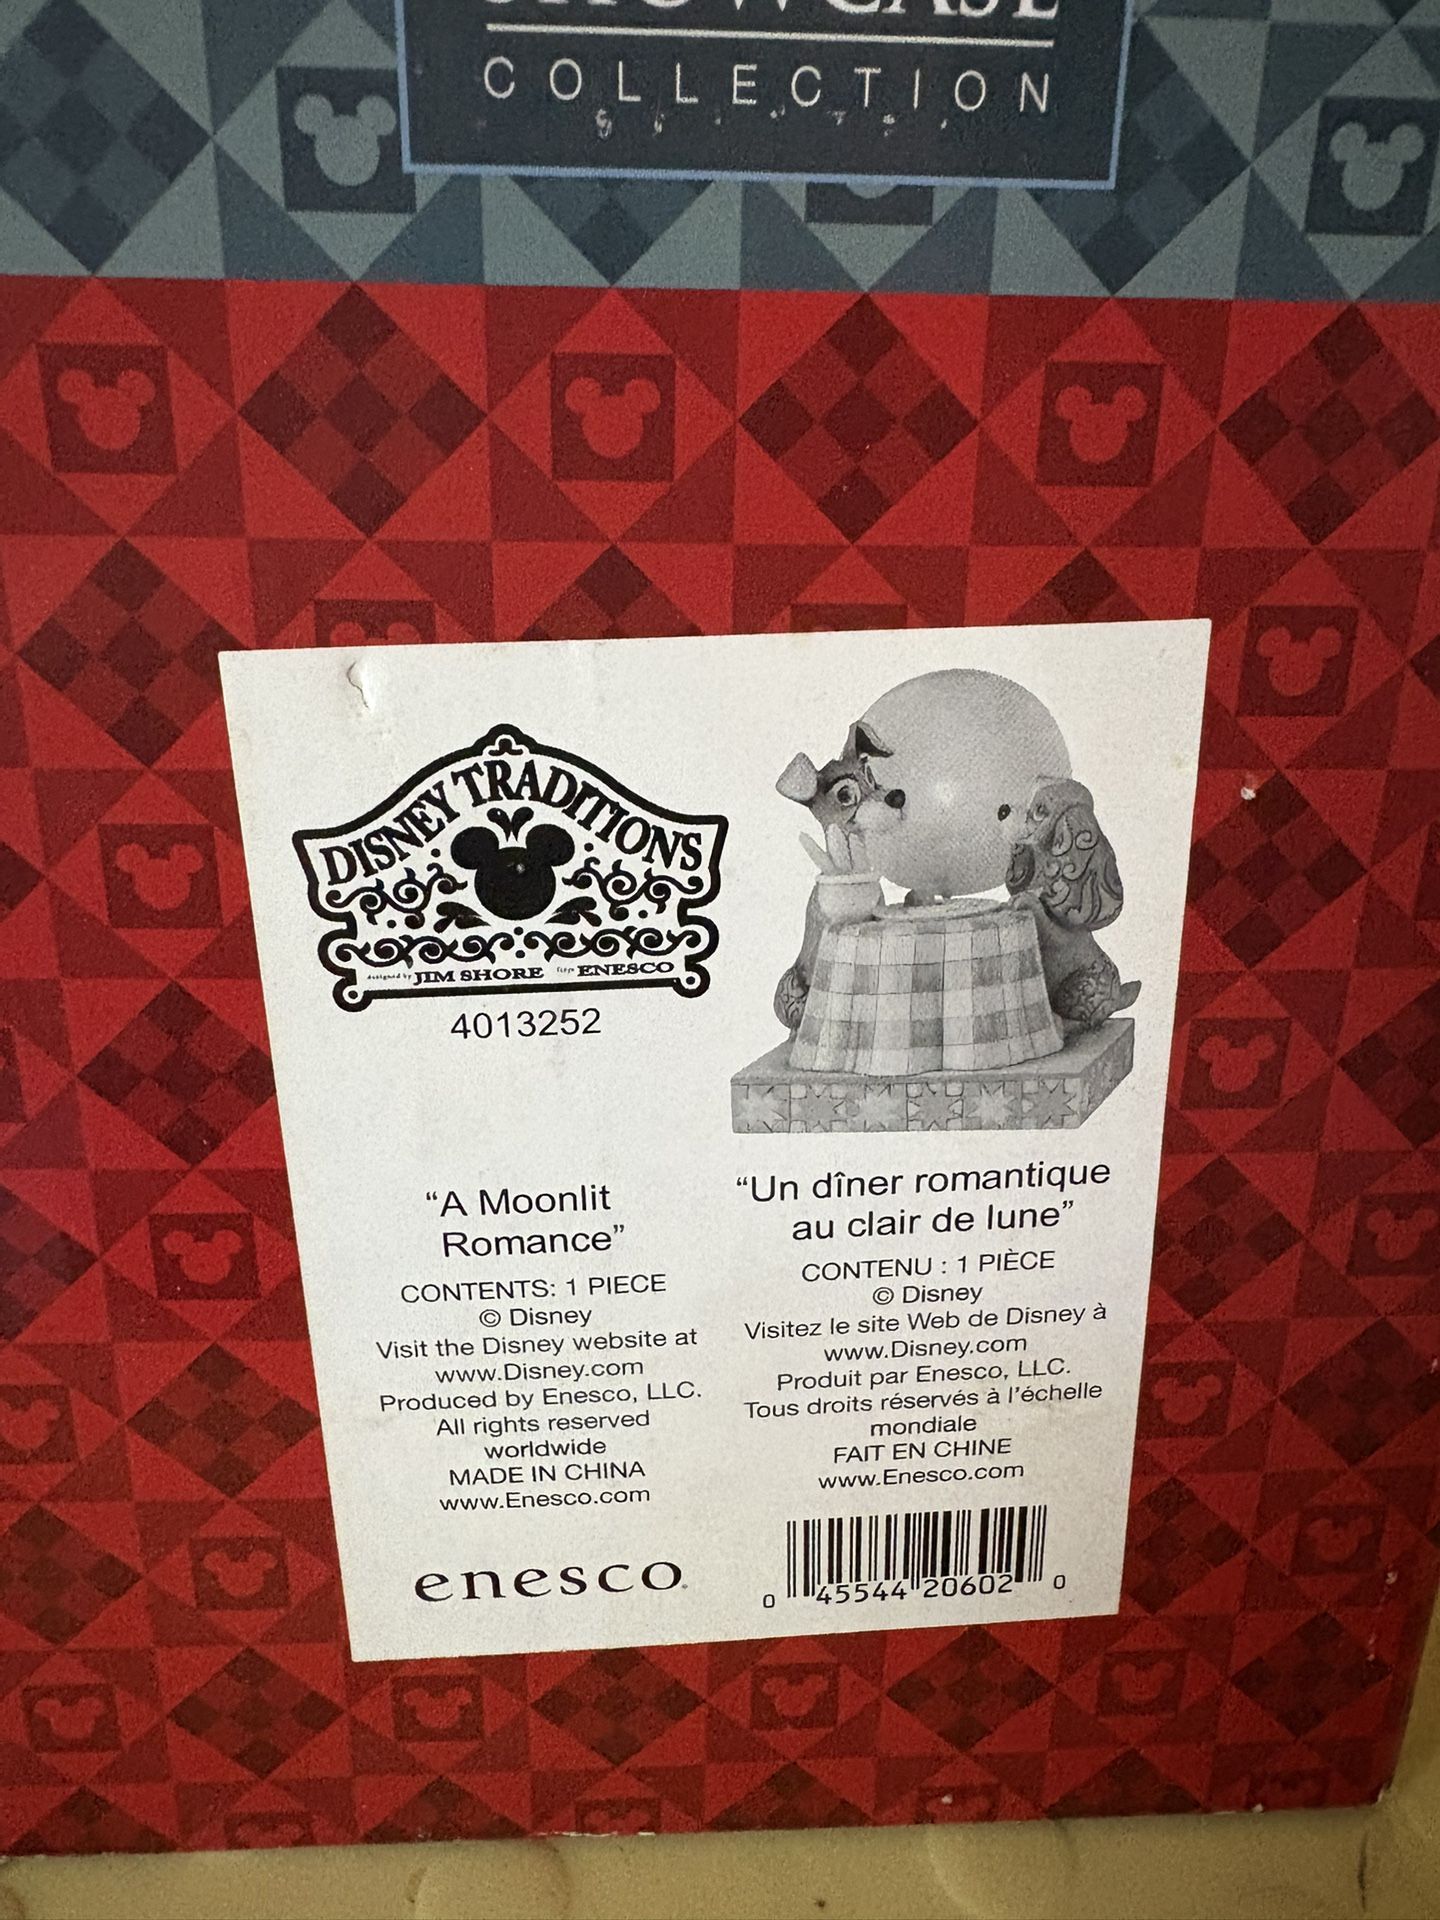 SHOWCASE
COLLECTION
DISNEY TRADITIONS
designed by JIM SHORE for ENESCO
4013252
“A Moonlit
Romance”
CONTENTS: 1 PIECE
© Disney
Visit the Disney website at
www.Disney.com
Produced by Enesco, LLC.
All rights reserved
worldwide
MADE IN CHINA
www.Enesco.com
enesco.
“Un dîner romantique
au clair de lune”
CONTENU : 1 PIÈCE
© Disney
Visitez le site Web de Disney à
www.Disney.com
Produit par Enesco, LLC.
Tous droits réservés à l'échelle
mondiale
FAIT EN CHINE
www.Enesco.com
0 45544 20602 0